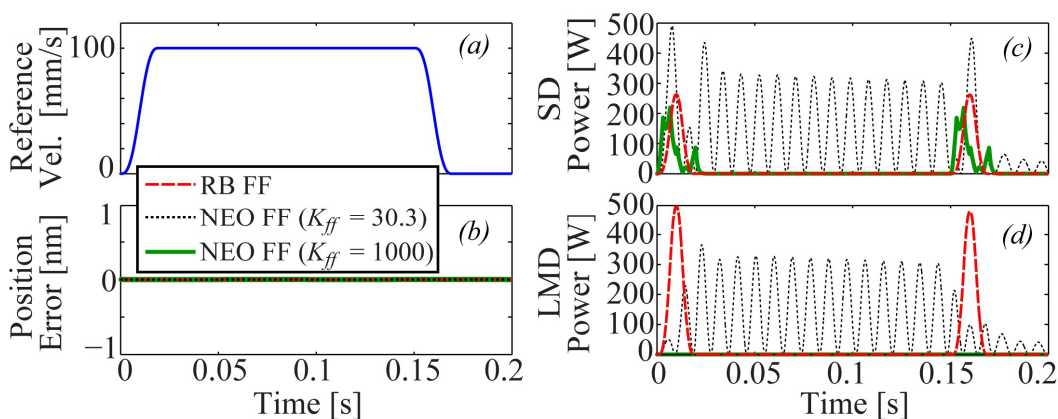 Reference
Vel. [mm/s]
100
0
(a)
RB FF
NEO FF (Kff = 30.3)
NEO FF (Kff = 1000)
Position
Error [nm]
1
0
−1
(b)
0 0.05 0.1 0.15 0.2
Time [s]
SD
Power [W]
500
400
300
200
100
0
(c)
LMD
Power [W]
500
400
300
200
100
0
(d)
0 0.05 0.1 0.15 0.2
Time [s]